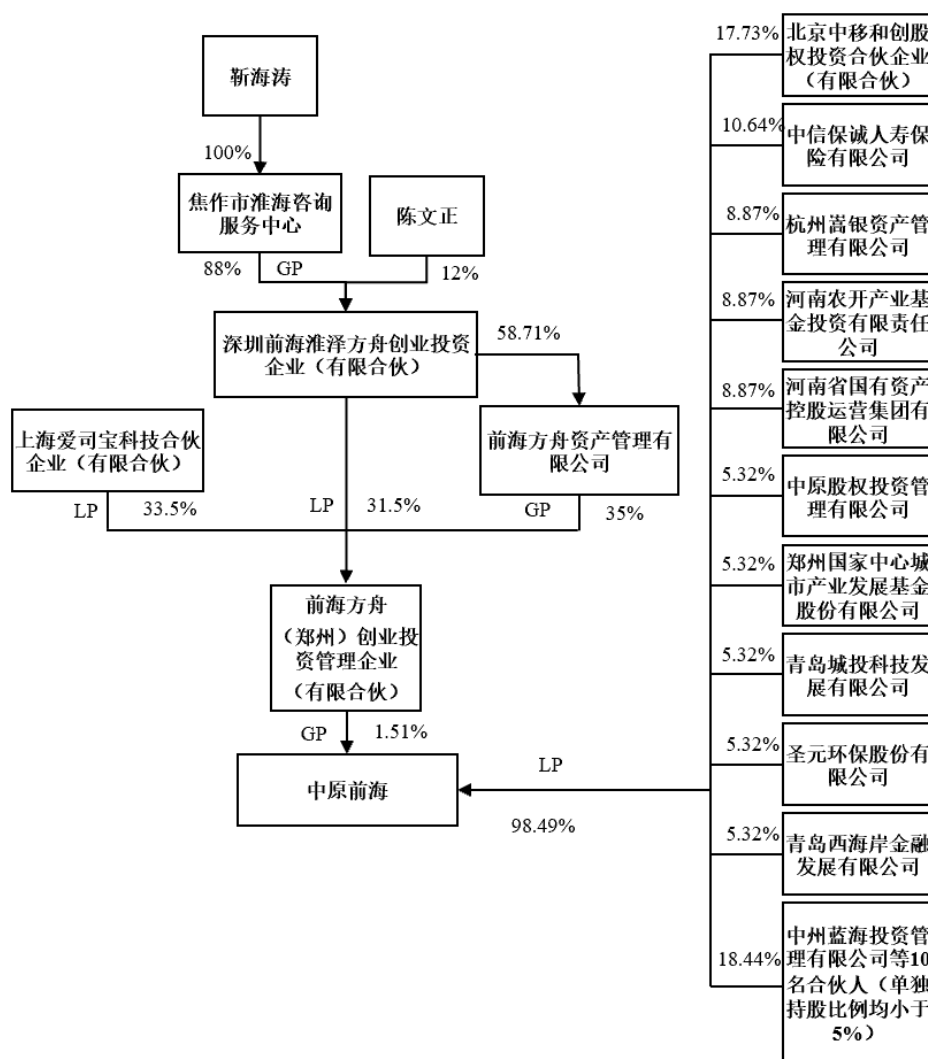 靳海涛
100%
焦作市淮海咨询
服务中心
陈文正
88%
GP
12%
深圳前海淮泽方舟创业投资
企业（有限合伙）
58.71%
上海爱司宝科技合伙
企业（有限合伙）
前海方舟资产管理有
限公司
LP
33.5%
LP
31.5%
GP
35%
前海方舟
（郑州）创业投
资管理企业
（有限合伙）
GP
1.51%
中原前海
LP
98.49%
17.73%
北京中移和创股
权投资合伙企业
（有限合伙）
10.64%
中信保诚人寿保
险有限公司
8.87%
杭州嵩银资产管
理有限公司
8.87%
河南农开产业基
金投资有限责任
公司
8.87%
河南省国有资产
控股运营集团有
限公司
5.32%
中原股权投资管
理有限公司
5.32%
郑州国家中心城
市产业发展基金
股份有限公司
5.32%
青岛城投科技发
展有限公司
5.32%
圣元环保股份有
限公司
5.32%
青岛西海岸金融
发展有限公司
18.44%
中州蓝海投资管
理有限公司等10
名合伙人（单独
持股比例均小于
5%）